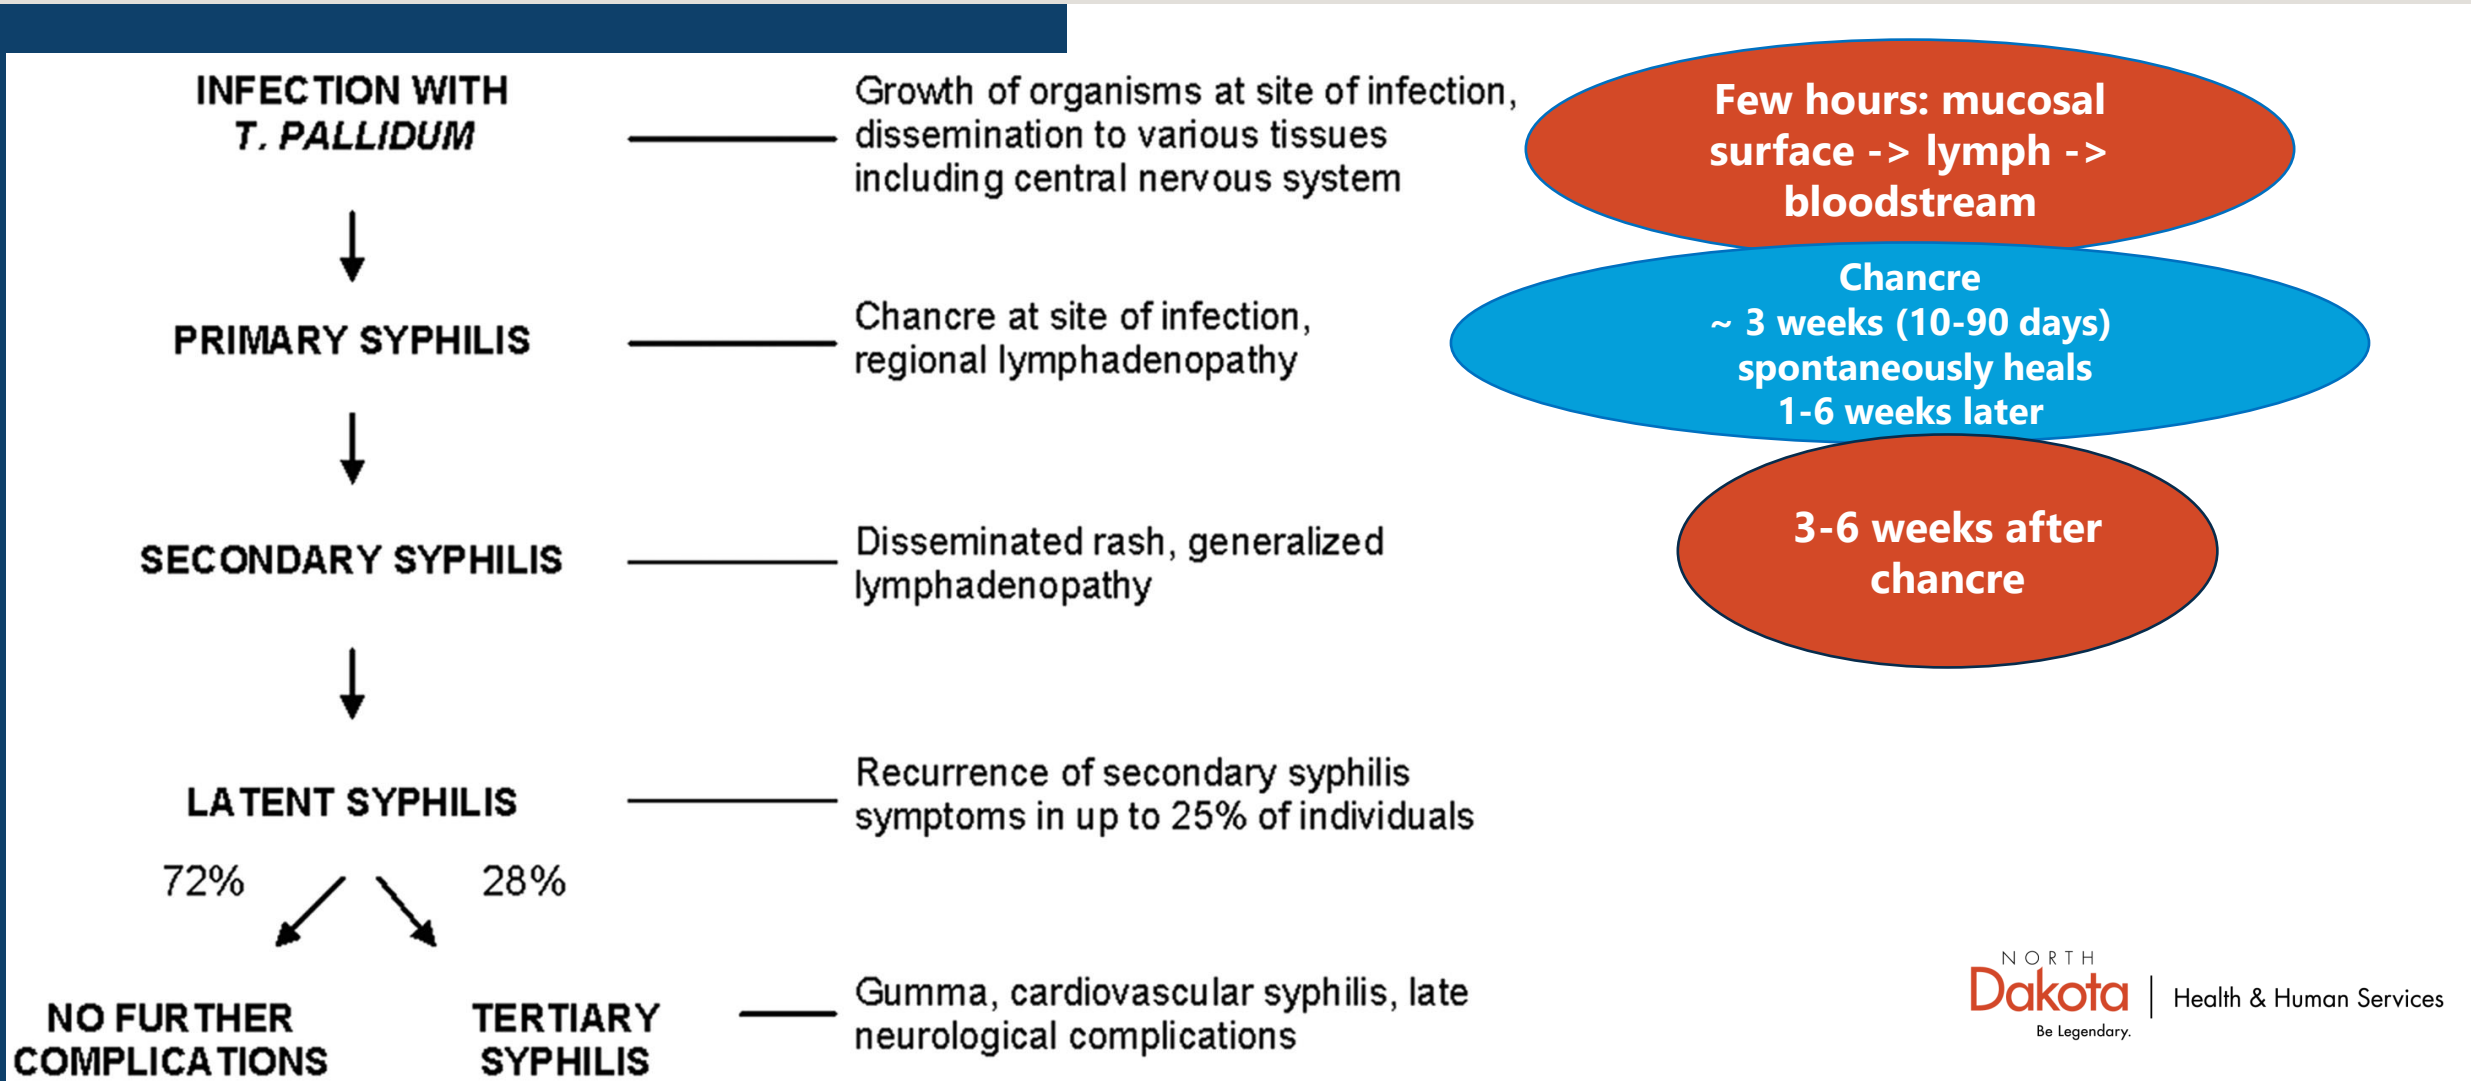 INFECTION WITH
T. PALLIDUM
Growth of organisms at site of infection,
dissemination to various tissues
including central nervous system
Few hours: mucosal
surface -> lymph ->
bloodstream
PRIMARY SYPHILIS
Chancre at site of infection,
regional lymphadenopathy
Chancre
~ 3 weeks (10-90 days)
spontaneously heals
1-6 weeks later
SECONDARY SYPHILIS
Disseminated rash, generalized
lymphadenopathy
3-6 weeks after
chancre
LATENT SYPHILIS
Recurrence of secondary syphilis
symptoms in up to 25% of individuals
72%
28%
NO FURTHER
COMPLICATIONS
TERTIARY
SYPHILIS
Gumma, cardiovascular syphilis, late
neurological complications
NORTH
Dakota
Be Legendary.
Health & Human Services